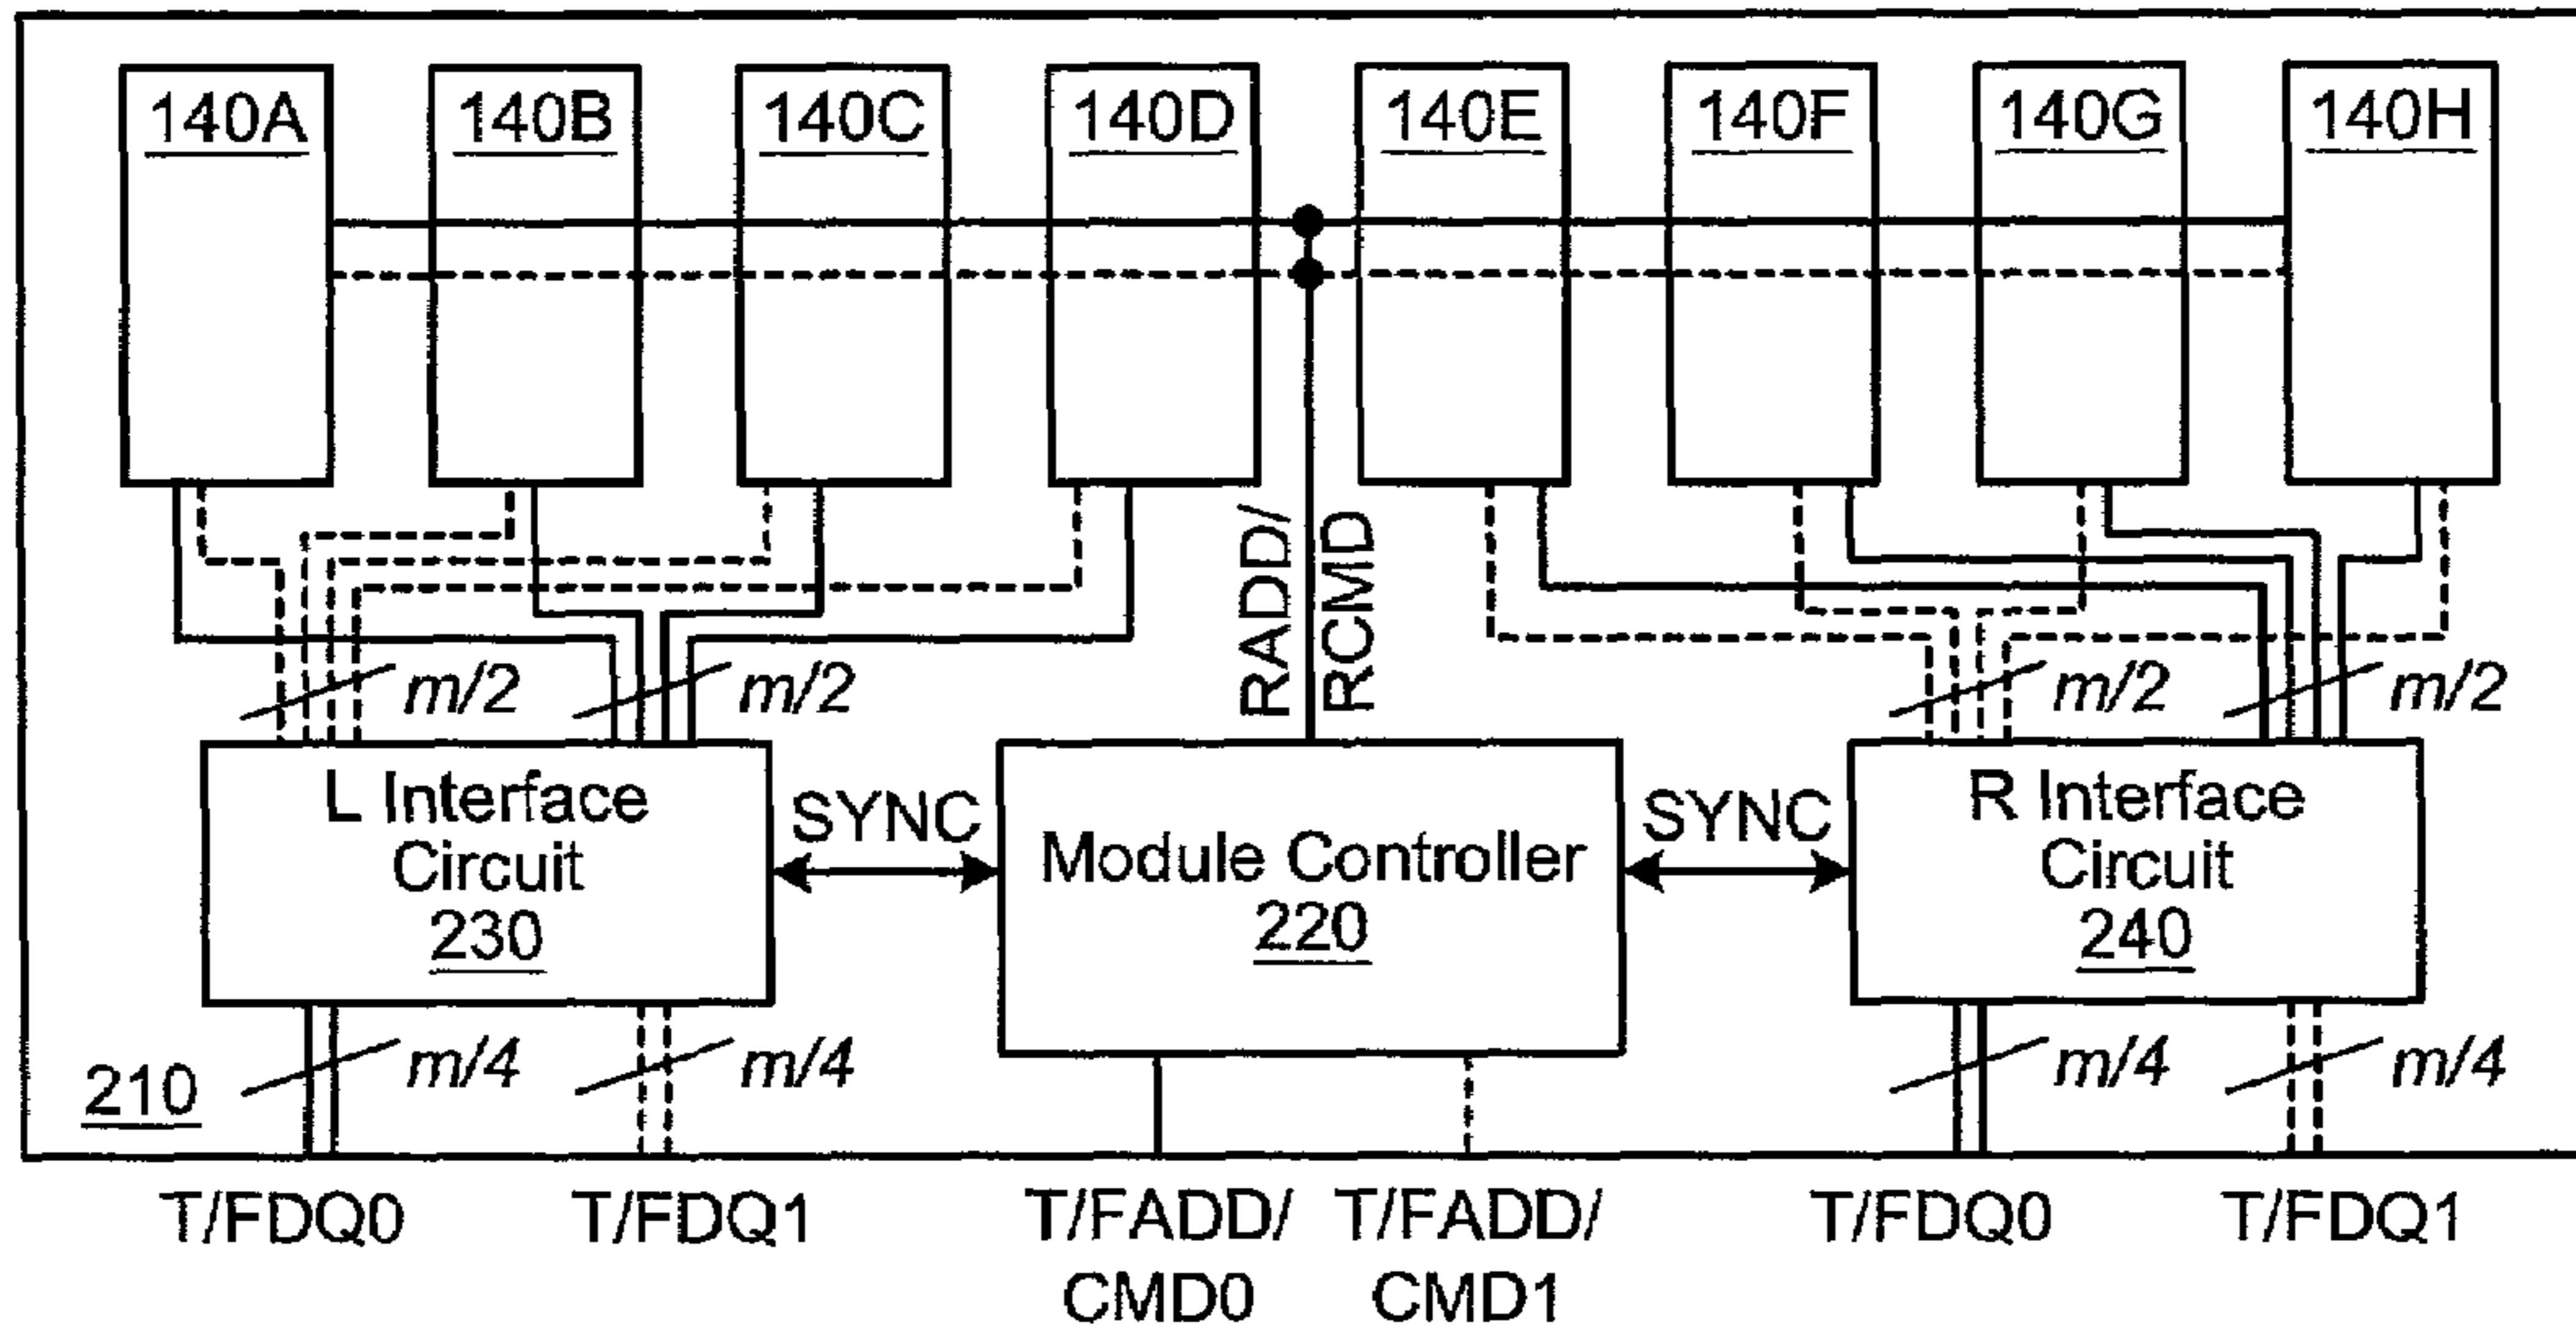 140A
140B
140C
140D
140E
140F
140G
140H
RADD/
RCMD
m/2
m/2
m/2
m/2
L Interface
Circuit
230
SYNC
Module Controller
220
SYNC
R Interface
Circuit
240
m/4
m/4
m/4
m/4
210
T/FDQ0
T/FDQ1
T/FADD/
CMD0
T/FADD/
CMD1
T/FDQ0
T/FDQ1